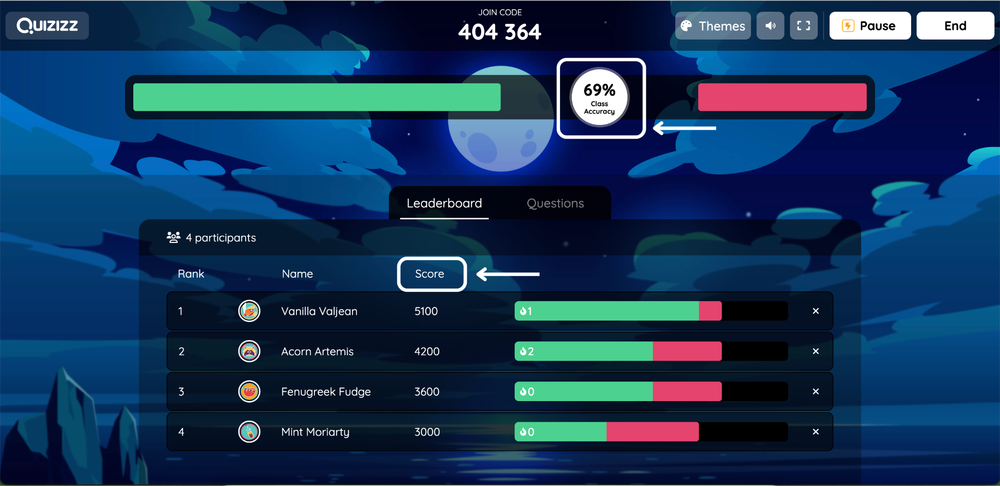 QUIZIZZ
JOIN CODE
404 364
Themes
Pause
End
69%
Class
Accuracy
Leaderboard Questions
4 participants
Rank Name Score
1 Vanilla Valjean 5100 1
2 Acorn Artemis 4200 2
3 Fenugreek Fudge 3600 0
4 Mint Moriarty 3000 0